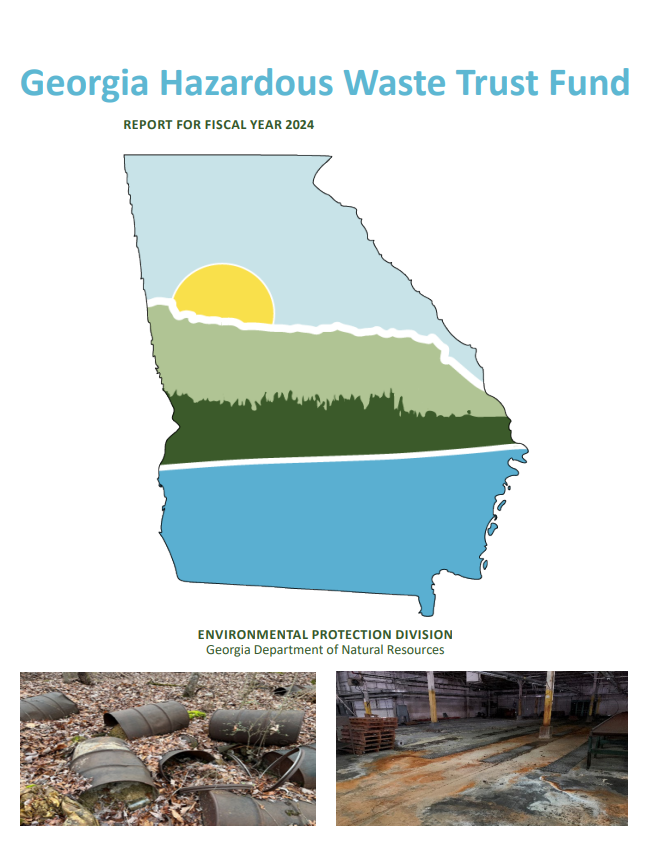 Georgia Hazardous Waste Trust Fund
REPORT FOR FISCAL YEAR 2024
ENVIRONMENTAL PROTECTION DIVISION
Georgia Department of Natural Resources